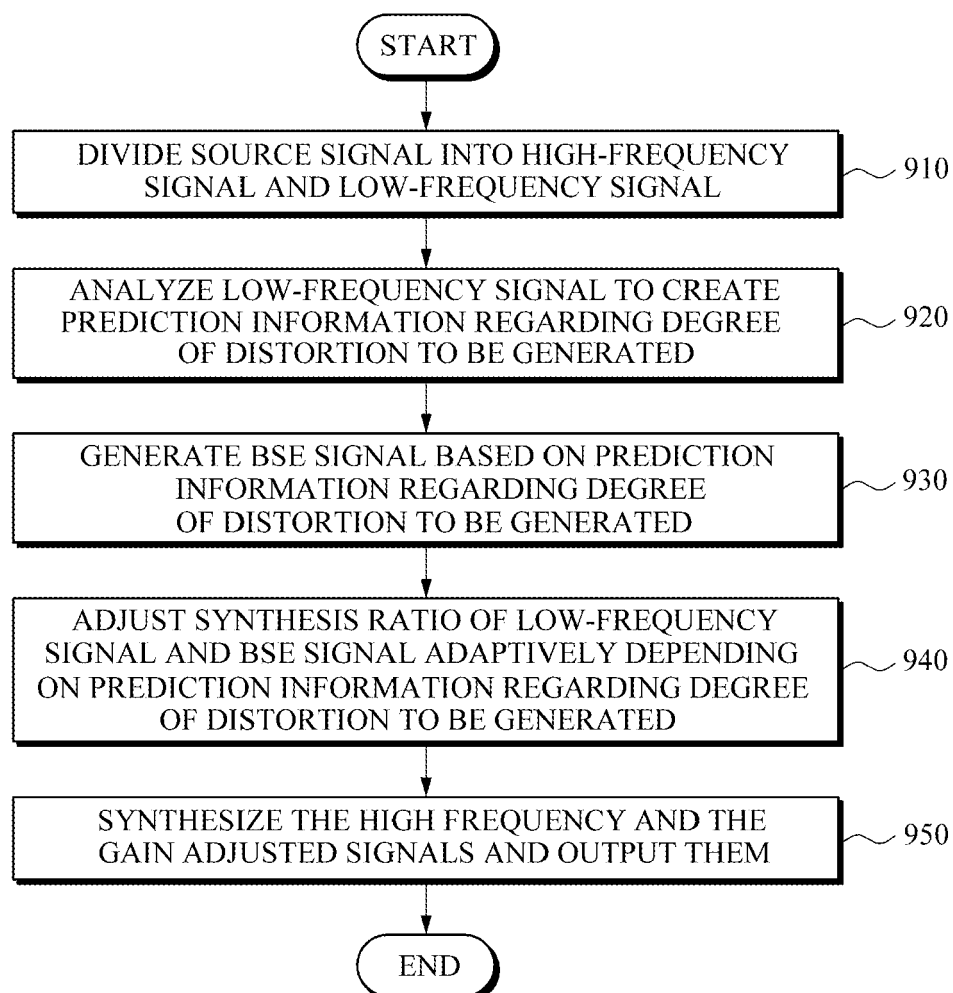 START
DIVIDE SOURCE SIGNAL INTO HIGH-FREQUENCY
SIGNAL AND LOW-FREQUENCY SIGNAL
910
ANALYZE LOW-FREQUENCY SIGNAL TO CREATE
PREDICTION INFORMATION REGARDING DEGREE
OF DISTORTION TO BE GENERATED
920
GENERATE BSE SIGNAL BASED ON PREDICTION
INFORMATION REGARDING DEGREE
OF DISTORTION TO BE GENERATED
930
ADJUST SYNTHESIS RATIO OF LOW-FREQUENCY
SIGNAL AND BSE SIGNAL ADAPTIVELY DEPENDING
ON PREDICTION INFORMATION REGARDING DEGREE
OF DISTORTION TO BE GENERATED
940
SYNTHESIZE THE HIGH FREQUENCY AND THE
GAIN ADJUSTED SIGNALS AND OUTPUT THEM
950
END